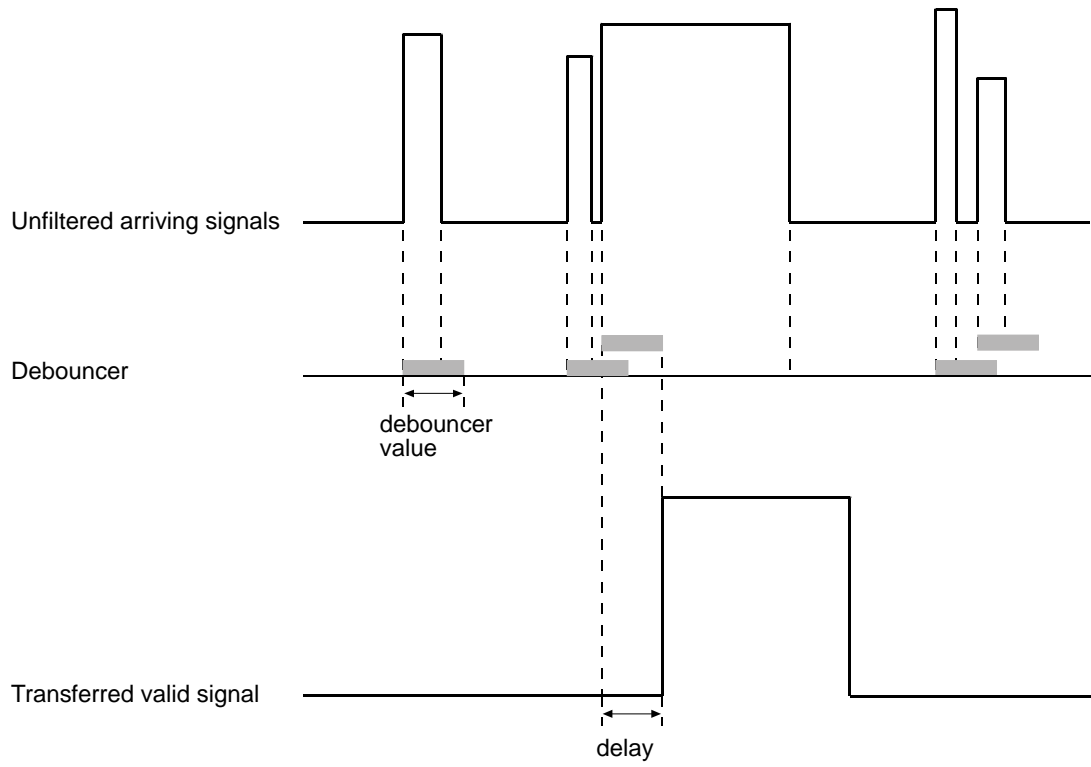 Unfiltered arriving signals
Debouncer
debouncer
value
Transferred valid signal
delay